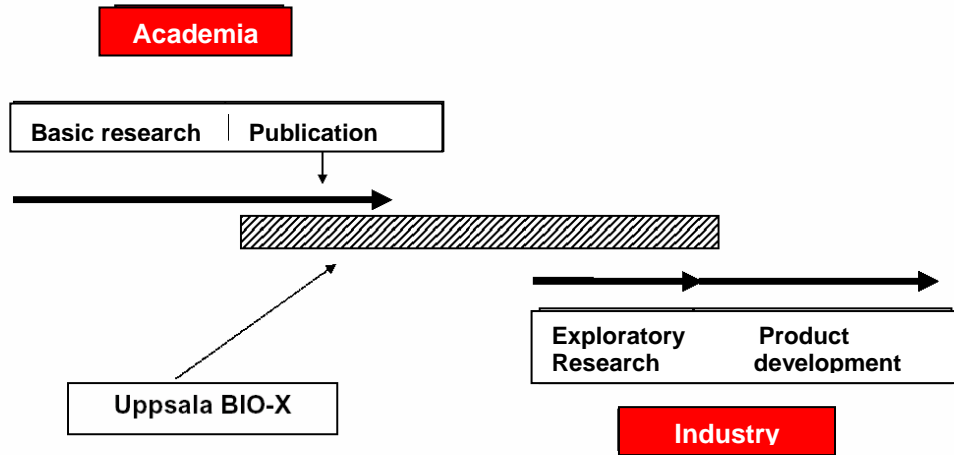 Academia
Basic research Publication
Exploratory Product
Research development
Uppsala BIO-X
Industry